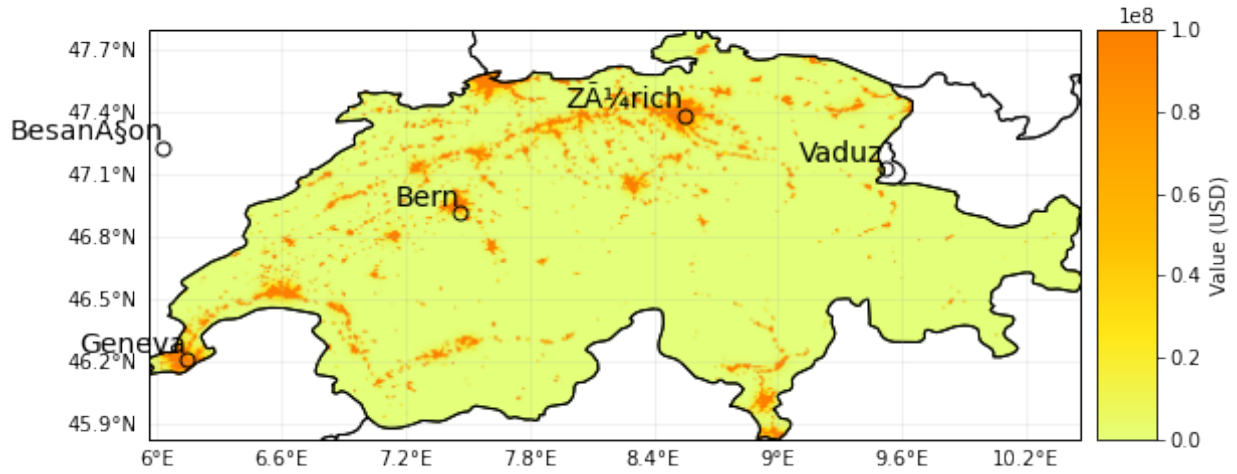 1e8
47.7°N
47.4°N
47.1°N
46.8°N
46.5°N
46.2°N
45.9°N
ZÃ¼rich
BesanÃ§on
Vaduz
Bern
Geneva
6°E
6.6°E
7.2°E
7.8°E
8.4°E
9°E
9.6°E
10.2°E
1.0
0.8
0.6
0.4
0.2
0.0
Value (USD)